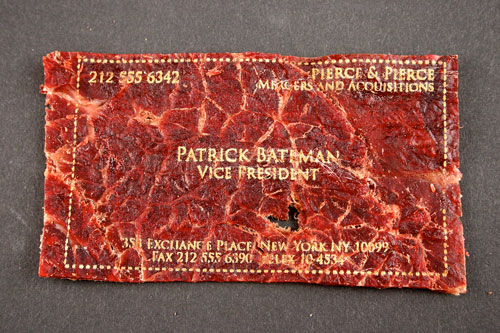 212 555 6342
PIERCE & PIERCE
MERGERS AND ACQUISITIONS
PATRICK BATEMAN
VICE PRESIDENT
358 EXCHANGE PLACE, NEW YORK NY 10099
FAX 212 555 6390 TELEX 10 4534